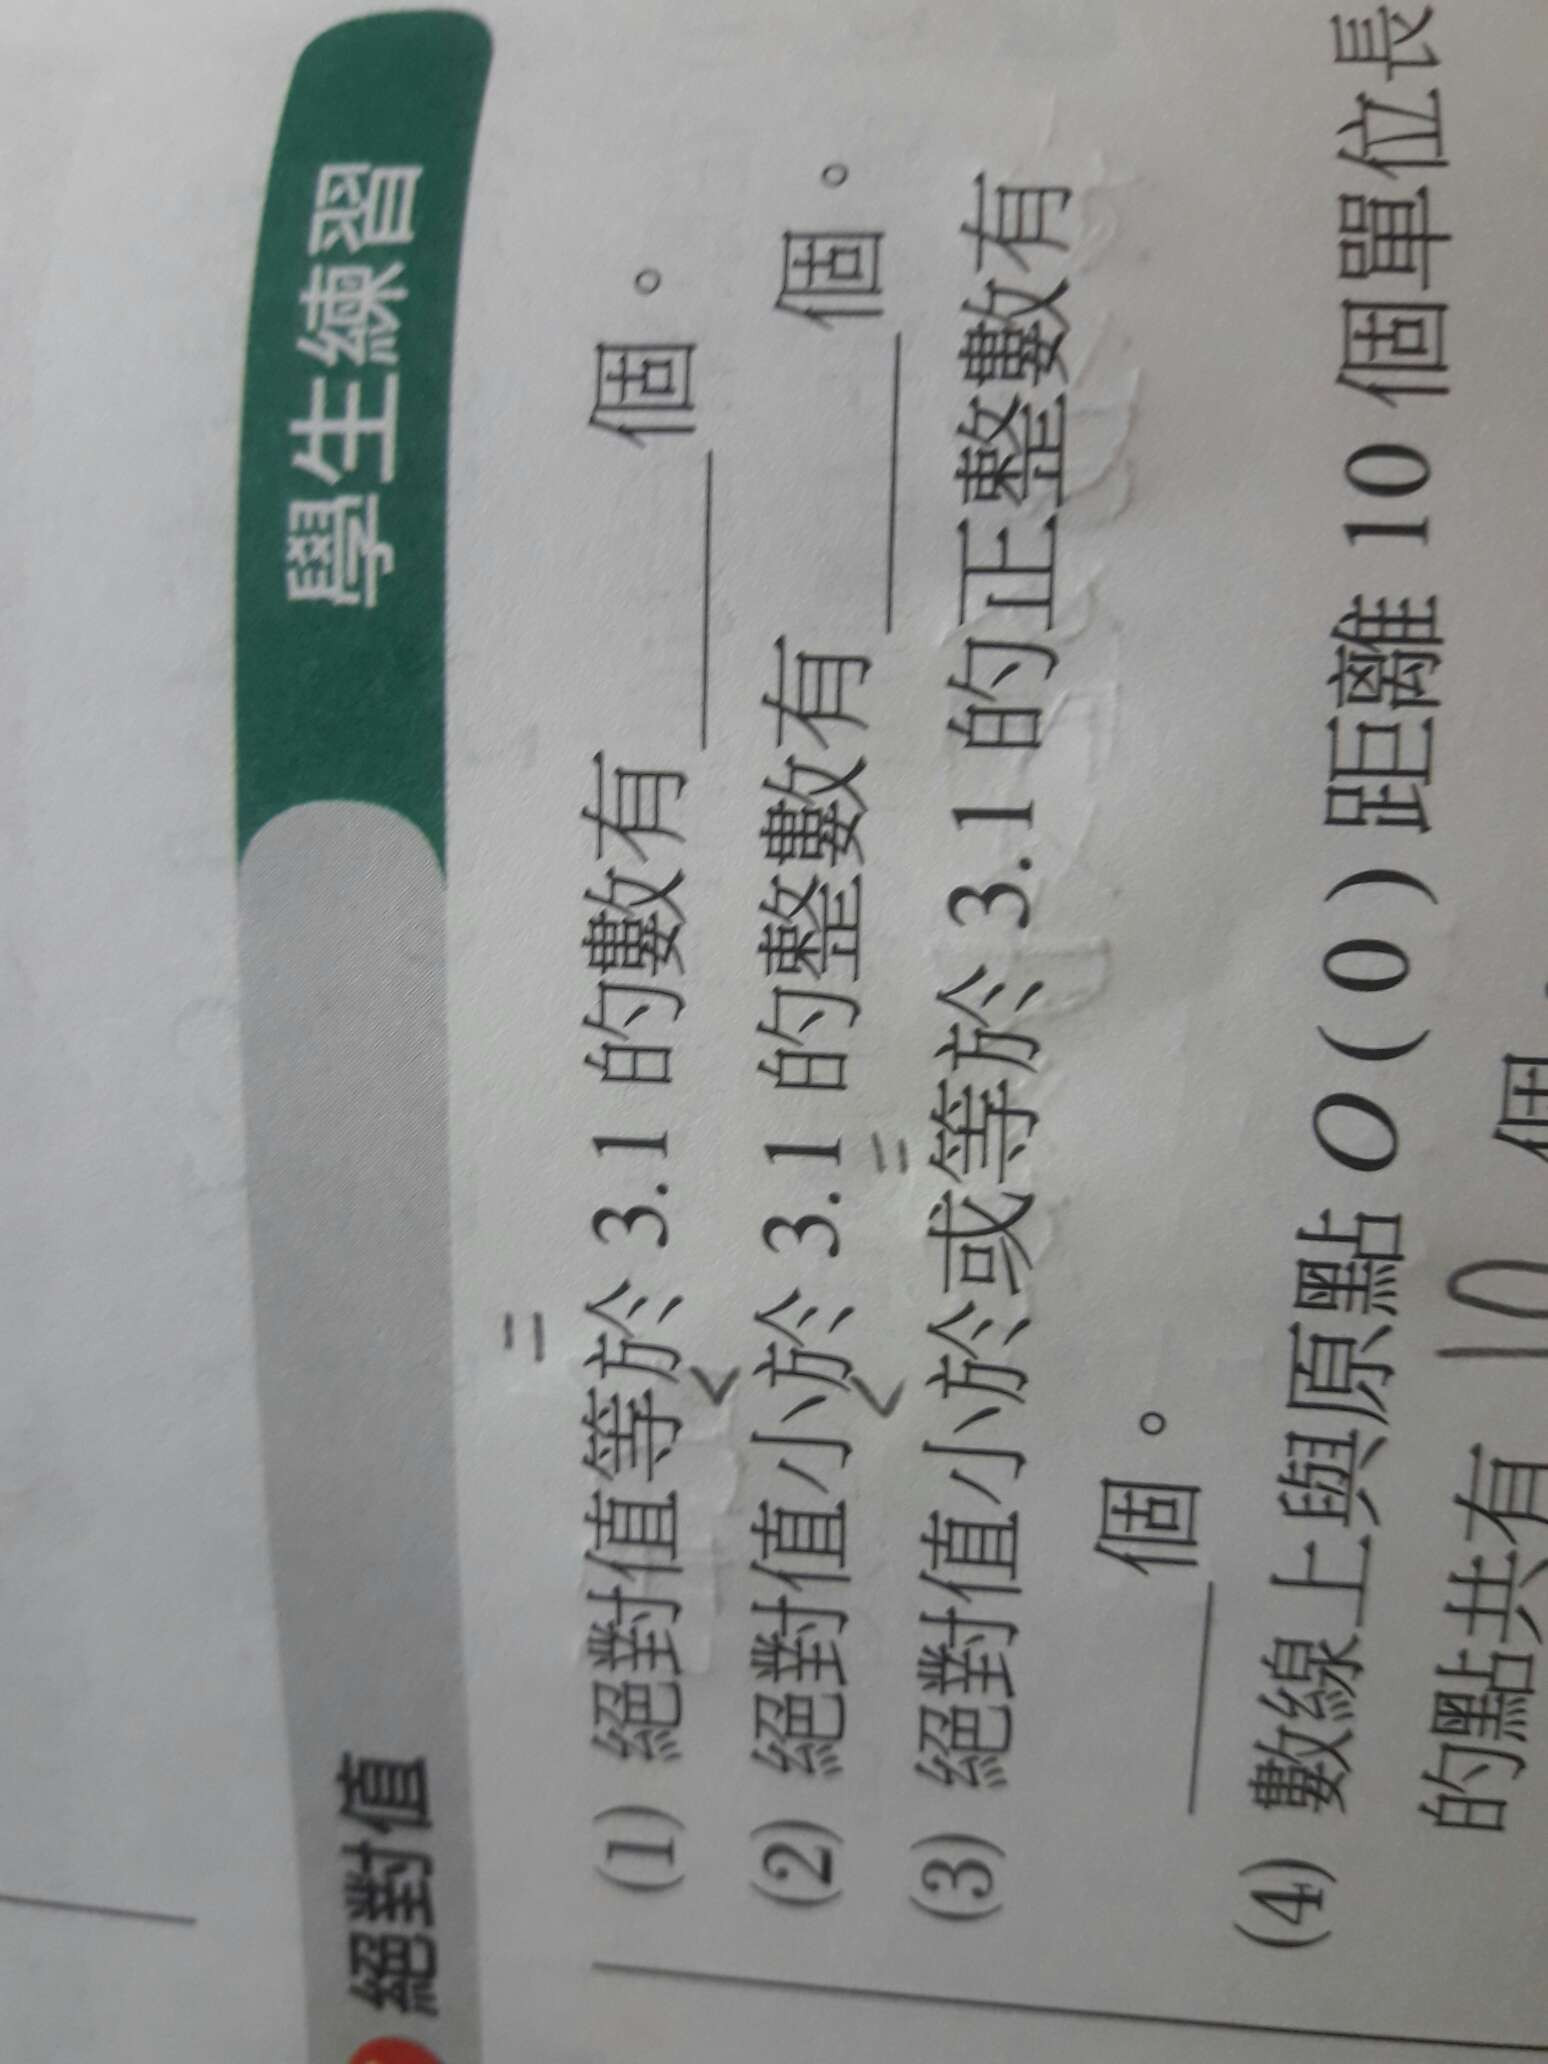 絕對值
學生練習
=
(1) 絕對值等於 3.1 的數有 個。
<
(2) 絕對值小於 3.1 的整數有 個。
< =
(3) 絕對值小於或等於 3.1 的正整數有
個。
(4) 數線上與原點 O ( 0 ) 距離 10 個單位長
的點共有 10 個。